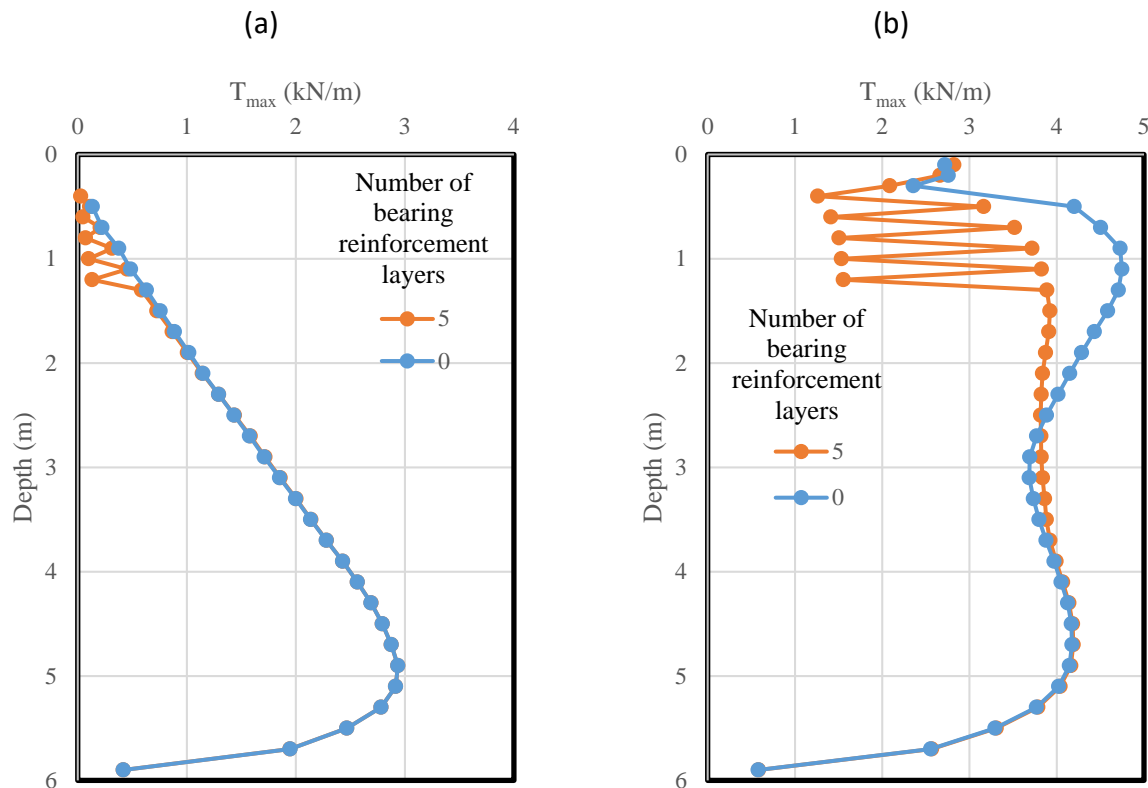 (a)
T_max (kN/m)
0 1 2 3 4
0
1
2
3
4
5
6
Depth (m)
Number of
bearing
reinforcement
layers
5
0
(b)
T_max (kN/m)
0 1 2 3 4 5
0
1
2
3
4
5
6
Depth (m)
Number of
bearing
reinforcement
layers
5
0